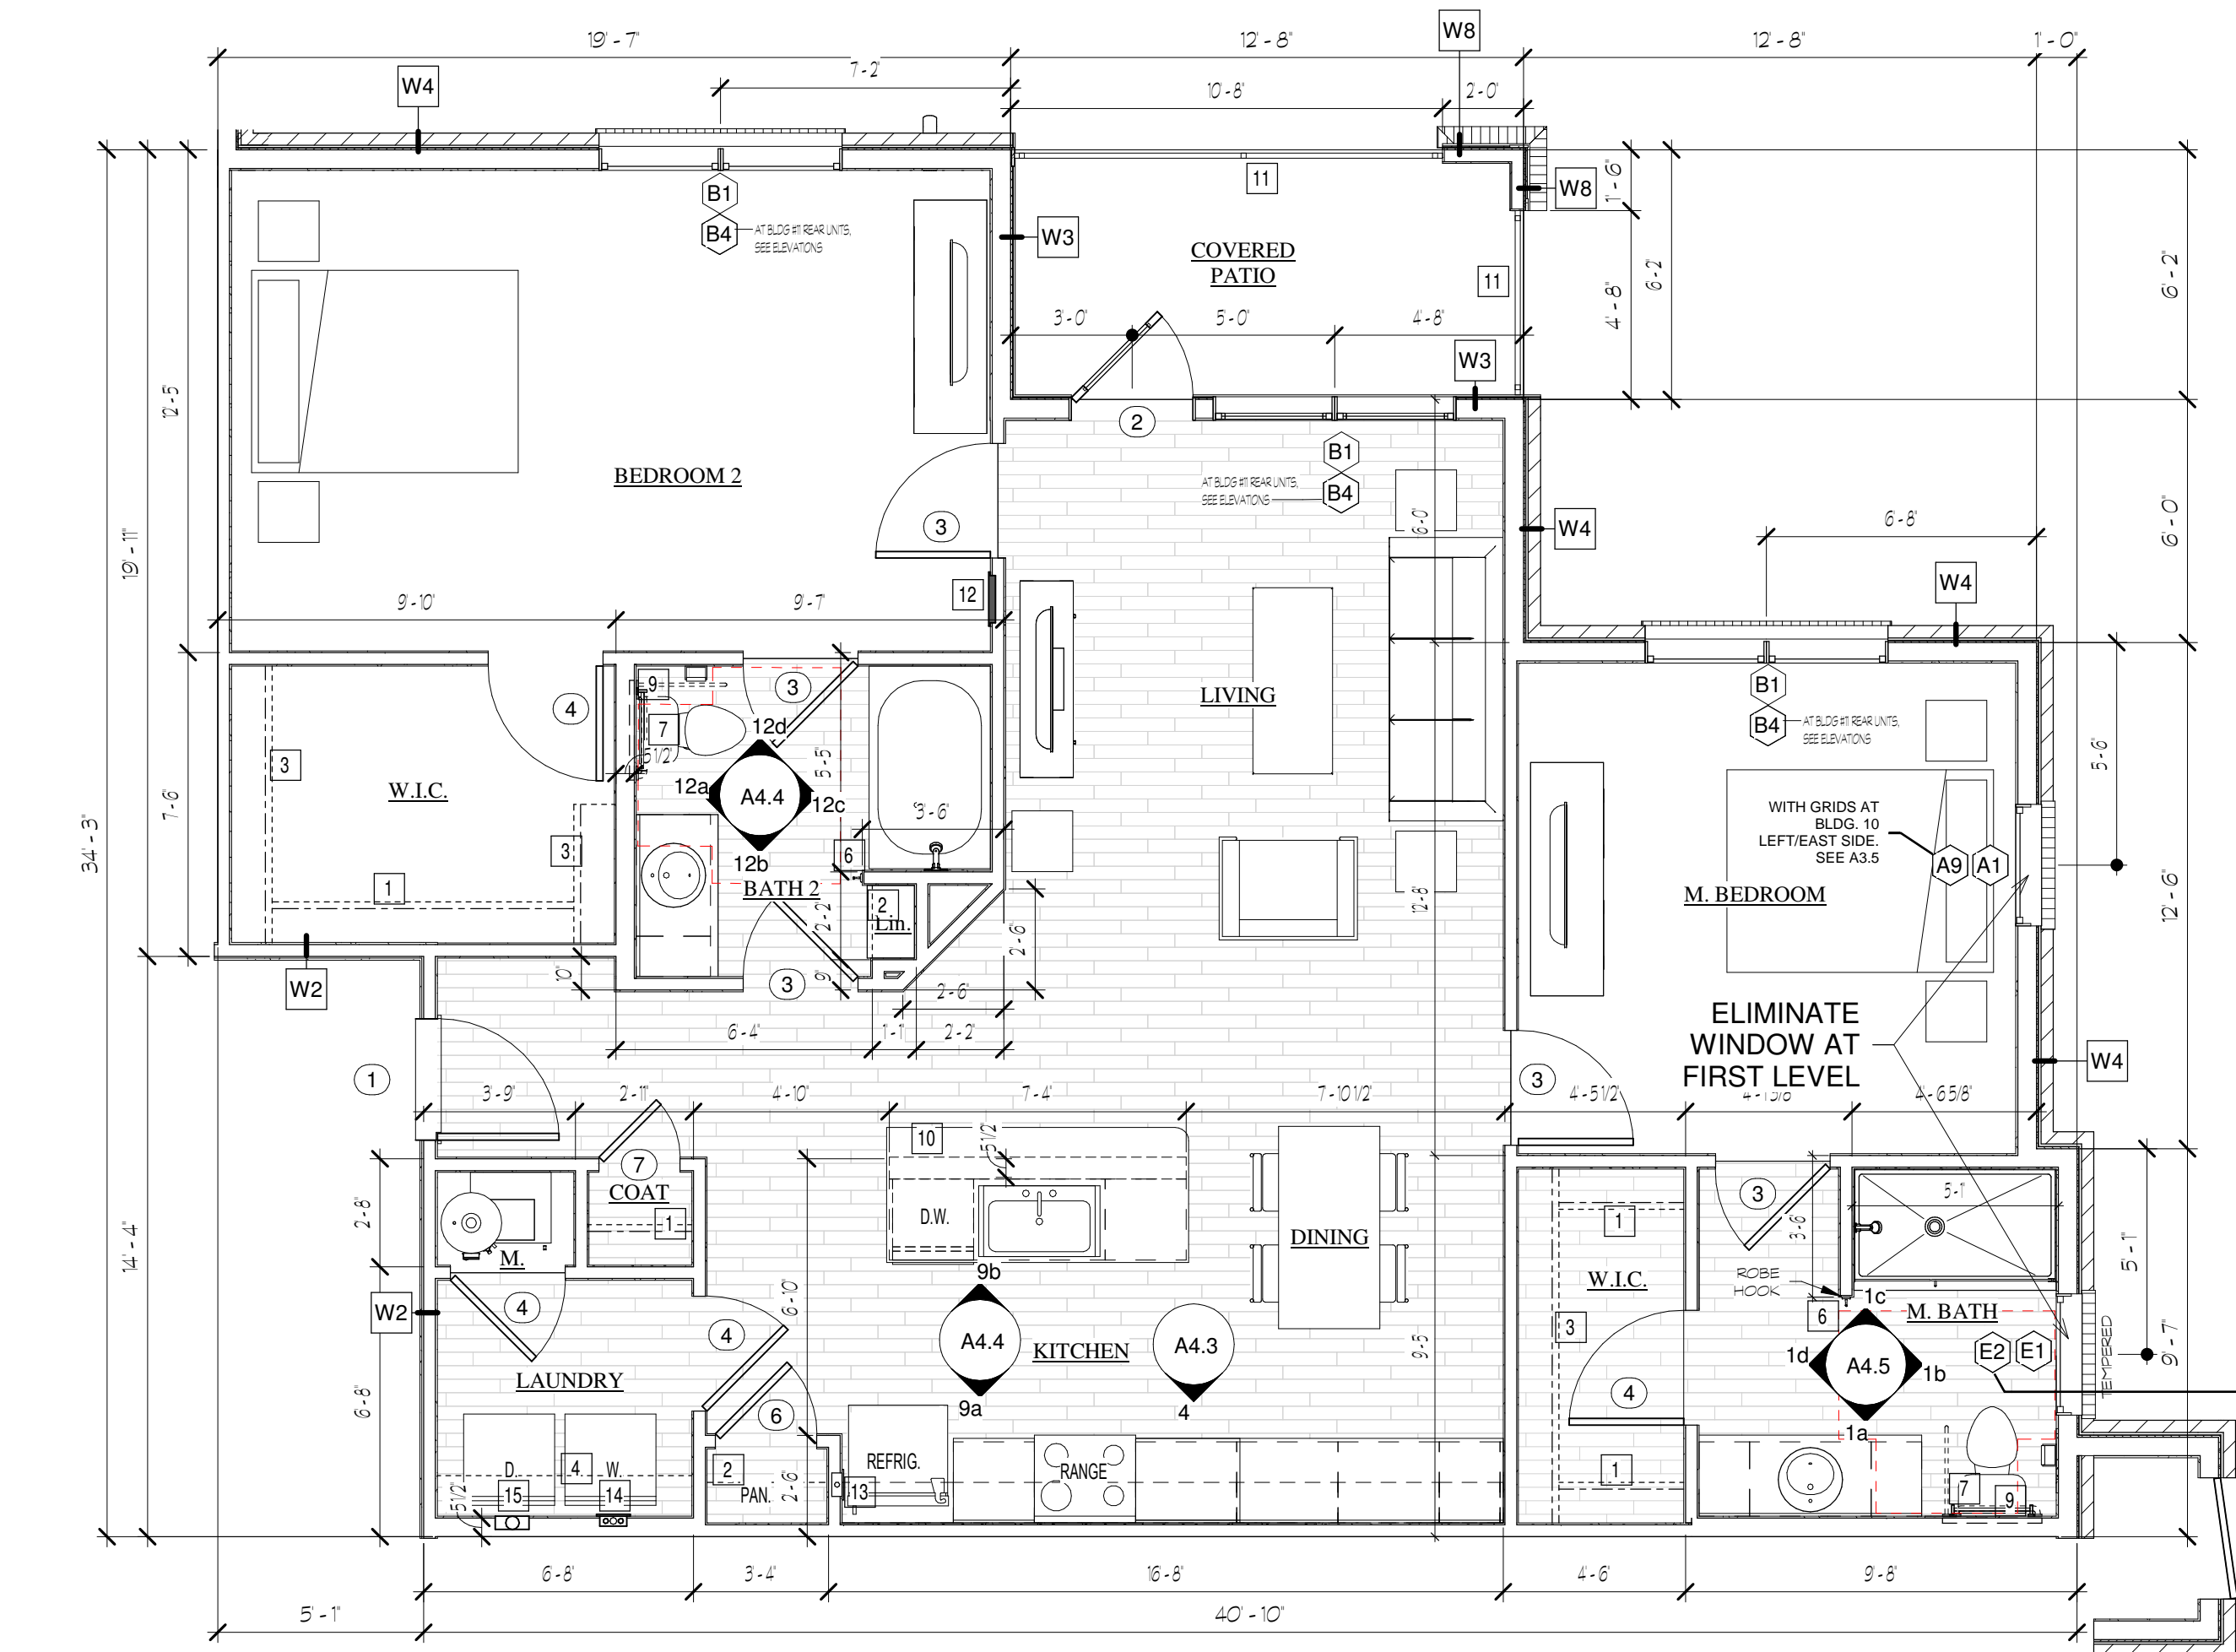 19'-7"
12'-8"
W8
12'-8"
1'-0"
7'-2"
W4
10'-8"
2'-0"
B1
B4
AT BLDG #11 REAR UNITS,
SEE ELEVATIONS
W3
11
COVERED
PATIO
11
W8
1'-6"
4'-8"
6'-2"
6'-2"
3'-0"
5'-0"
4'-8"
W3
2
12'-5"
19'-11"
34'-3"
BEDROOM 2
3
B1
B4
AT BLDG #11 REAR UNITS,
SEE ELEVATIONS
6'-0"
W4
6'-8"
6'-0"
W4
9'-10"
9'-7"
12
4
9
7
3
12d
5 1/2"
5'-5"
LIVING
B1
B4
AT BLDG #11 REAR UNITS,
SEE ELEVATIONS
5'-6"
3
W.I.C.
7'-6"
12a
A4.4
12c
3'-6"
WITH GRIDS AT
BLDG. 10
LEFT/EAST SIDE.
SEE A3.5
A9
A1
3
1
12b
6
BATH 2
2
Lin.
2'-2"
12'-8"
M. BEDROOM
12'-6"
W2
10"
3
9"
2'-6"
2'-6"
6'-4"
1'-1"
2'-2"
ELIMINATE
WINDOW AT
FIRST LEVEL
W4
1
3
3'-9"
2'-11"
4'-10"
7'-4"
7'-10 1/2"
4'-5 1/2"
4'-6 5/8"
10
5 1/2"
7
COAT
1
2'-8"
14'-4"
M.
D.W.
DINING
3
5'-1"
3'-6"
1
W.I.C.
ROBE
HOOK
1c
M. BATH
6
5'-1"
W2
4
4
6'-10"
9b
A4.4
KITCHEN
A4.3
9a
4
9'-5"
3
1d
A4.5
1b
E2
E1
TEMPERED
9'-7"
LAUNDRY
6'-8"
6
4
1a
D.
4
W.
15
14
5 1/2"
2
PAN.
2'-6"
13
REFRIG.
RANGE
1
7
9
6'-8"
3'-4"
16'-8"
4'-6"
9'-8"
5'-1"
40'-10"